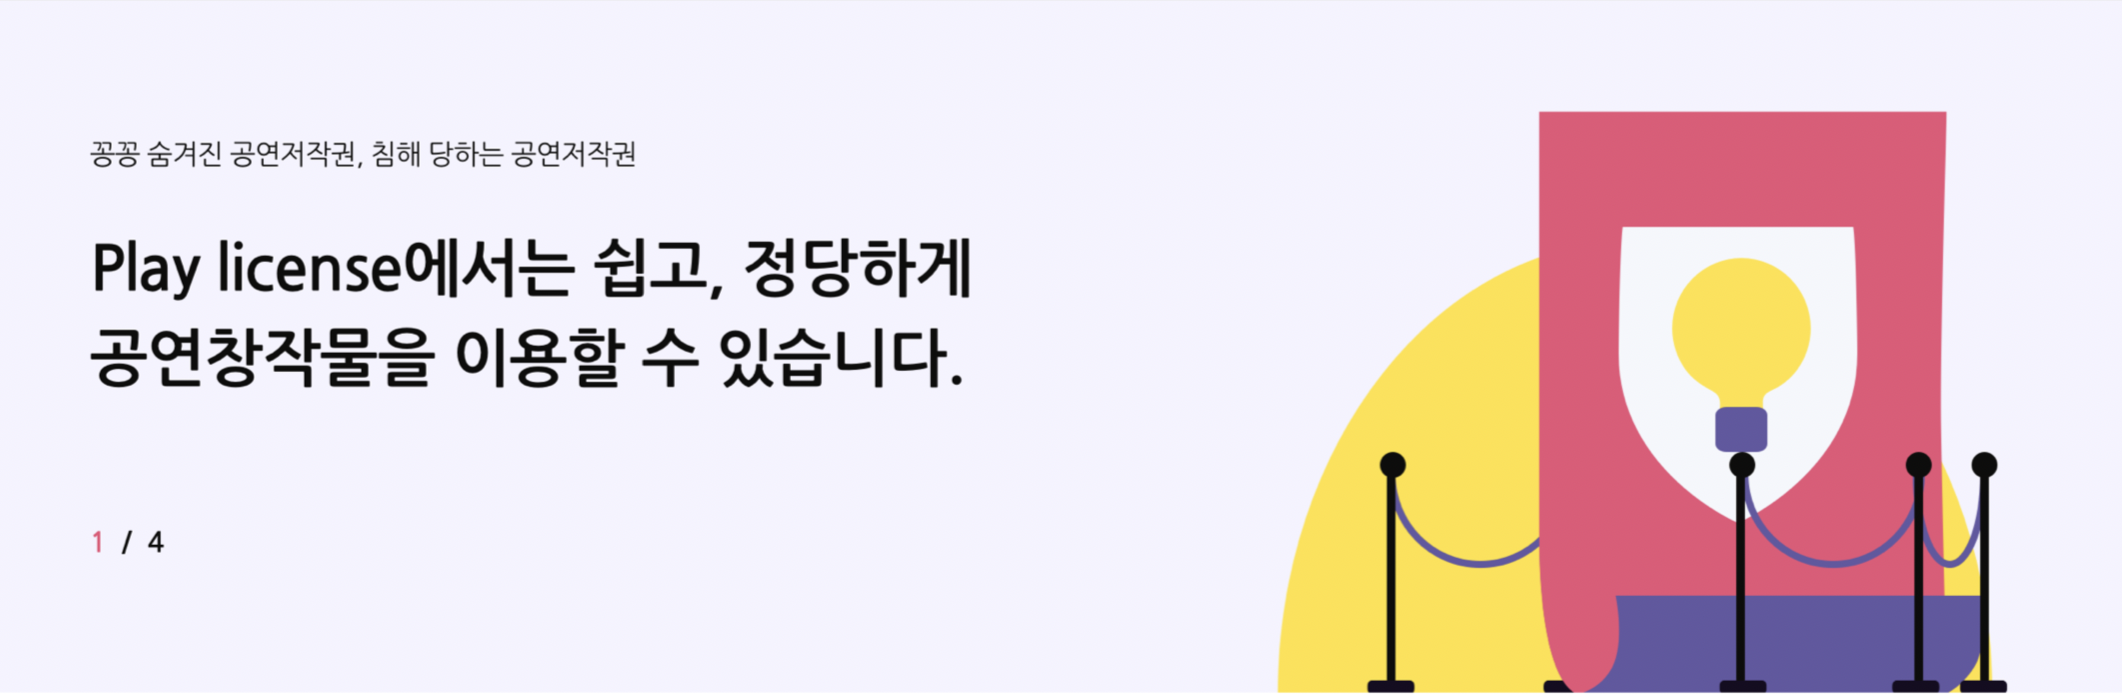 꽁꽁 숨겨진 공연저작권, 침해 당하는 공연저작권
Play license에서는 쉽고, 정당하게
공연창작물을 이용할 수 있습니다.
1 / 4